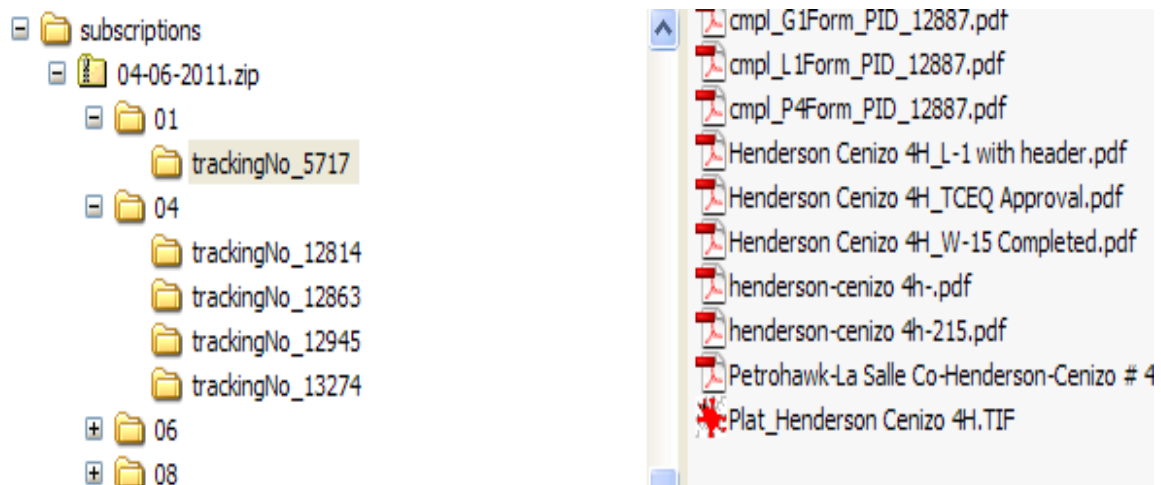 subscriptions
04-06-2011.zip
01
trackingNo_5717
04
trackingNo_12814
trackingNo_12863
trackingNo_12945
trackingNo_13274
06
08
cmpl_G1Form_PID_12887.pdf
cmpl_L1Form_PID_12887.pdf
cmpl_P4Form_PID_12887.pdf
Henderson Cenizo 4H_L-1 with header.pdf
Henderson Cenizo 4H_TCEQ Approval.pdf
Henderson Cenizo 4H_W-15 Completed.pdf
henderson-cenizo 4h-.pdf
henderson-cenizo 4h-215.pdf
Petrohawk-La Salle Co-Henderson-Cenizo # 4
Plat_Henderson Cenizo 4H.TIF